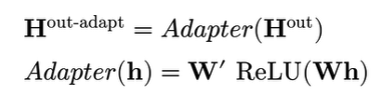 H^out-adapt = Adapter(H^out)
Adapter(h) = W′ ReLU(Wh)